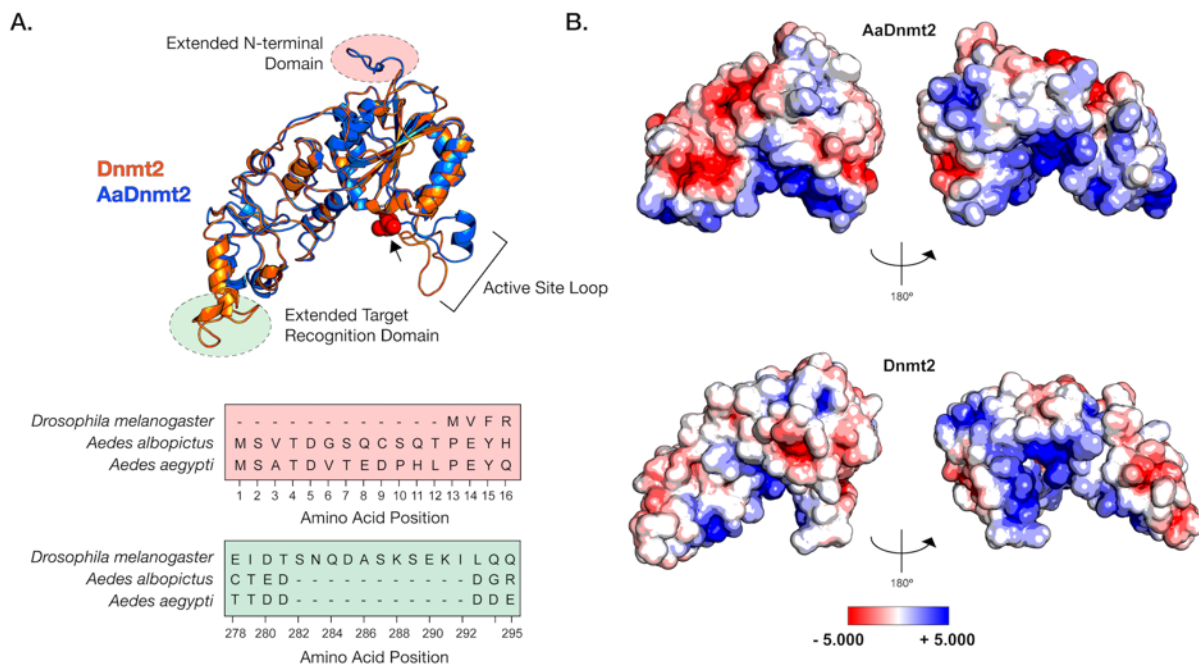 A.
Extended N-terminal
Domain
Dnmt2
AaDnmt2
Active Site Loop
Extended Target
Recognition Domain
Drosophila melanogaster - - - - - - - - - - - - M V F R
Aedes albopictus M S V T D G S Q C S Q T P E Y H
Aedes aegypti M S A T D V T E D P H L P E Y Q
1 2 3 4 5 6 7 8 9 10 11 12 13 14 15 16
Amino Acid Position
Drosophila melanogaster E I D T S N Q D A S K S E K I L Q Q
Aedes albopictus C T E D - - - - - - - - - - - D G R
Aedes aegypti T T D D - - - - - - - - - - - D D E
278 280 282 284 286 288 290 292 294 295
Amino Acid Position
B.
AaDnmt2
180º
Dnmt2
180º
- 5.000 + 5.000